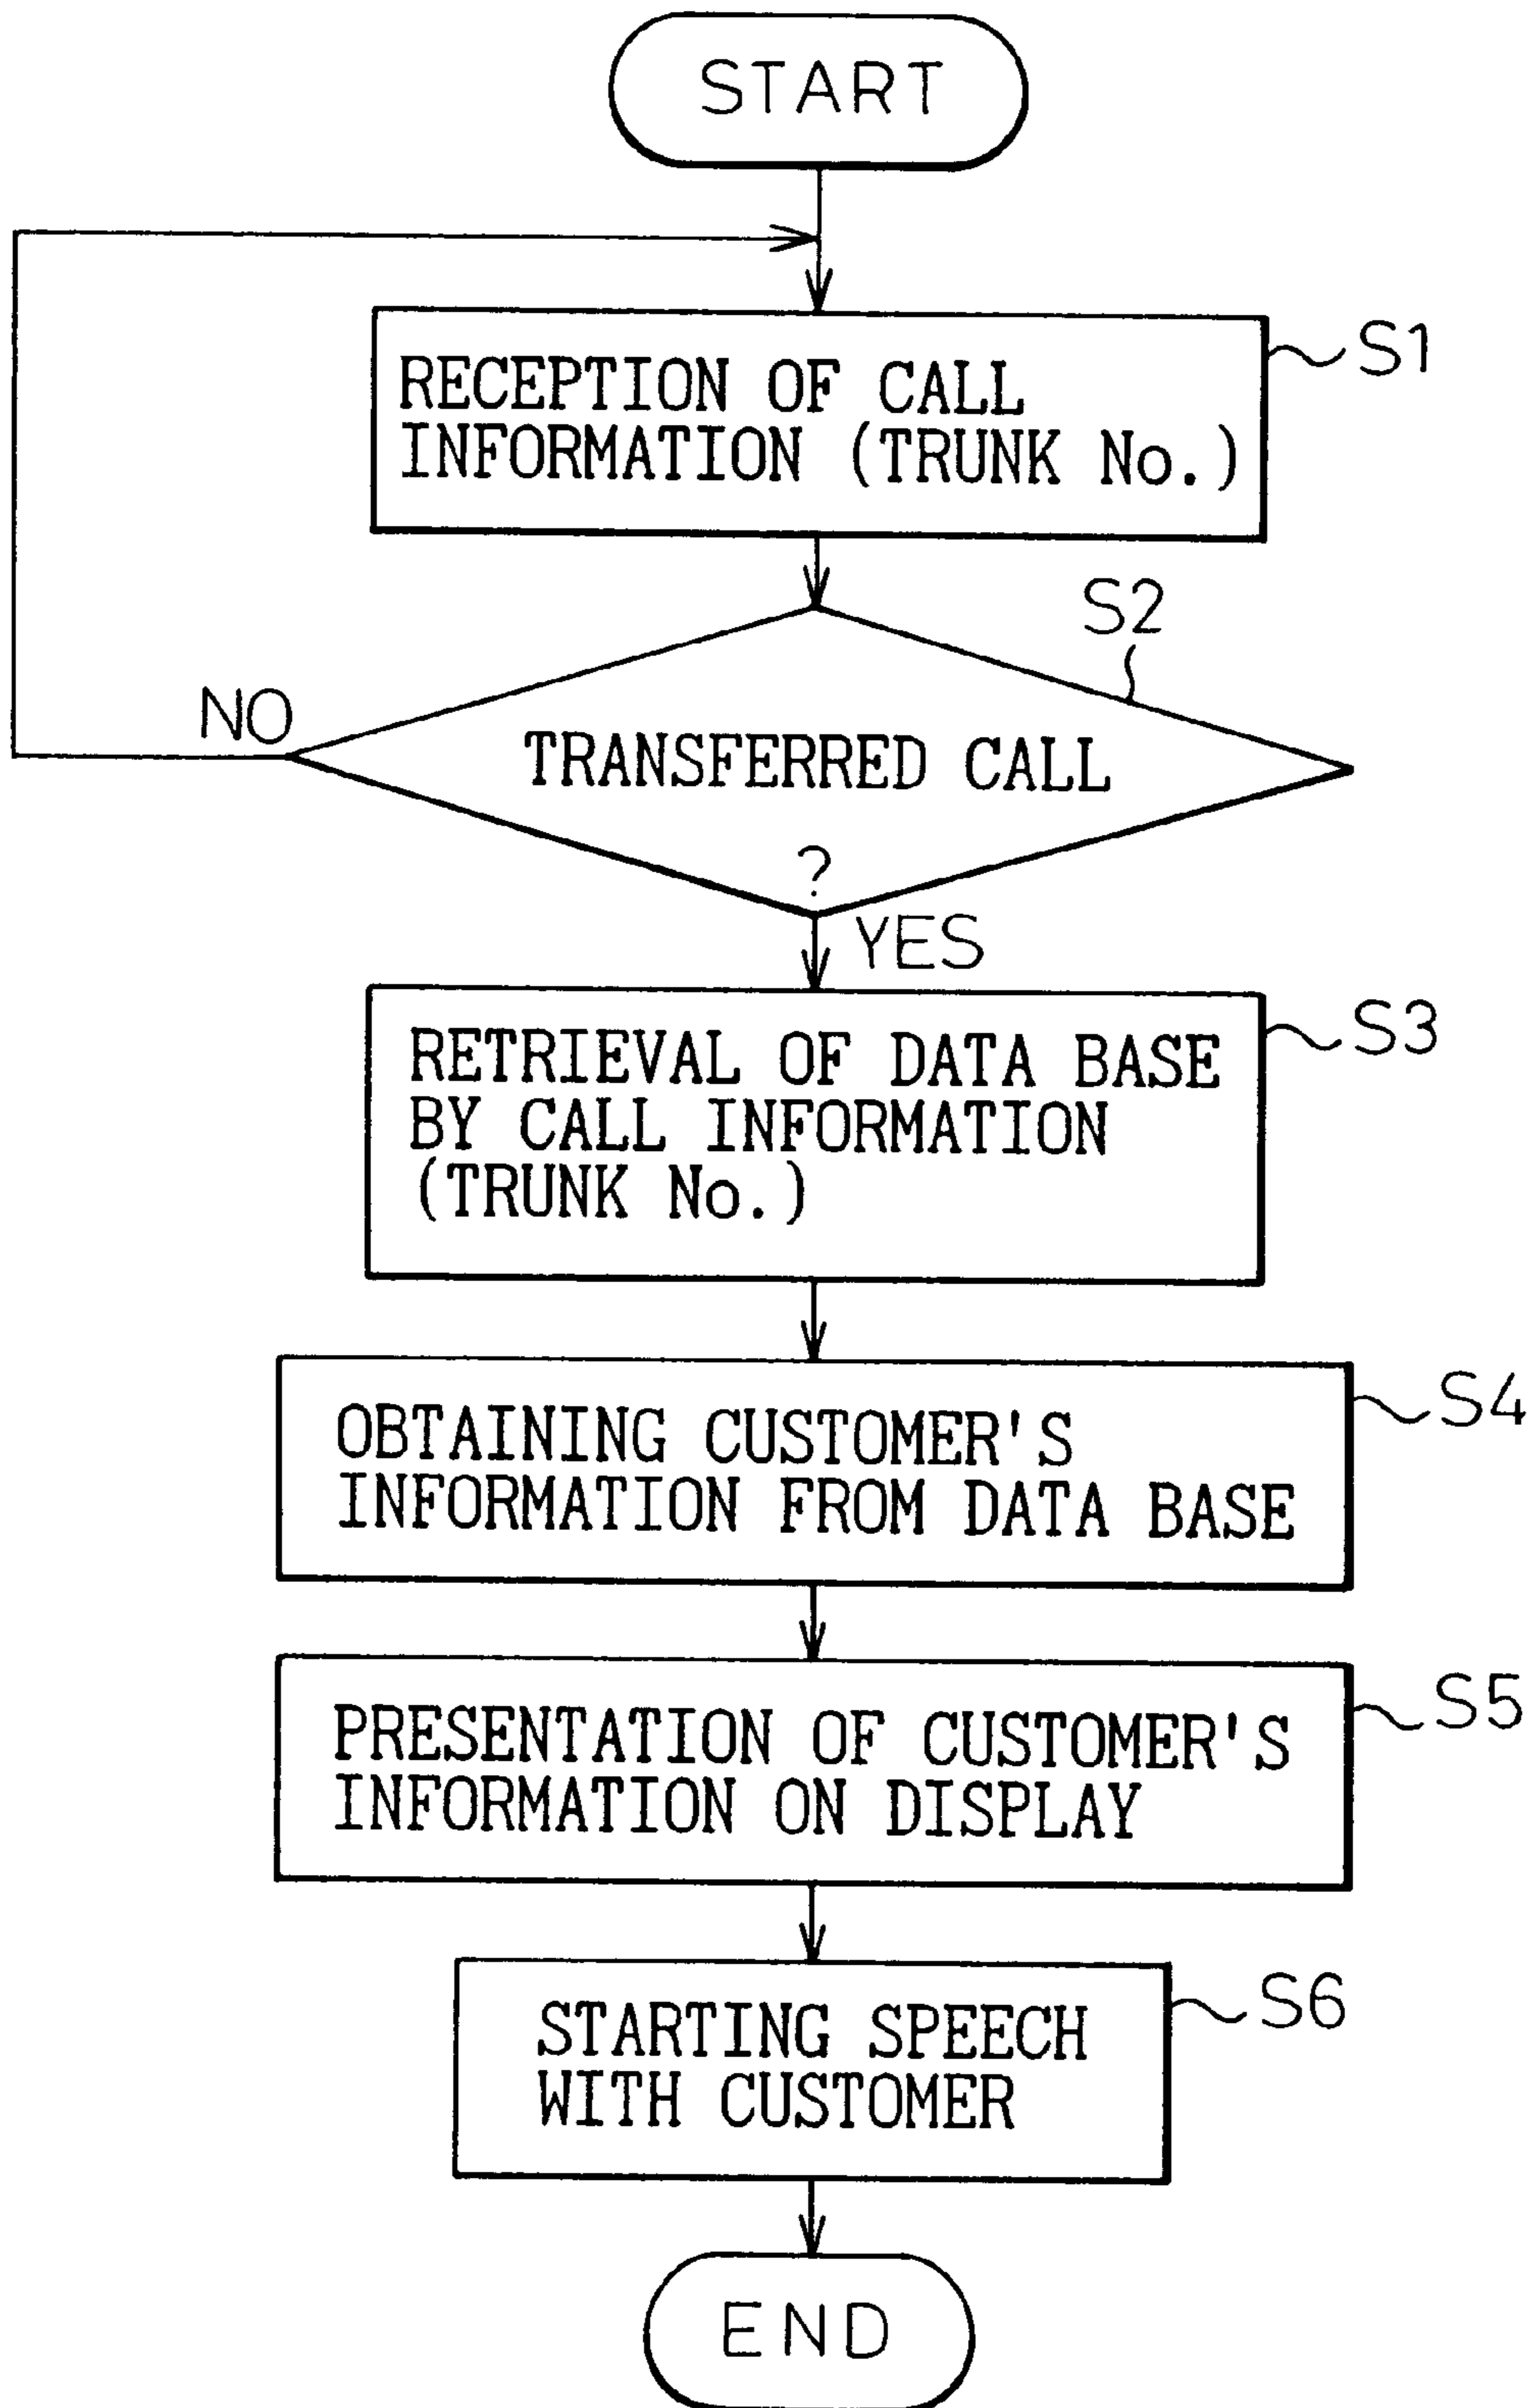 START
RECEPTION OF CALL
INFORMATION (TRUNK No.)
S1
S2
NO
TRANSFERRED CALL
?
YES
RETRIEVAL OF DATA BASE
BY CALL INFORMATION
(TRUNK No.)
S3
OBTAINING CUSTOMER'S
INFORMATION FROM DATA BASE
S4
PRESENTATION OF CUSTOMER'S
INFORMATION ON DISPLAY
S5
STARTING SPEECH
WITH CUSTOMER
S6
END